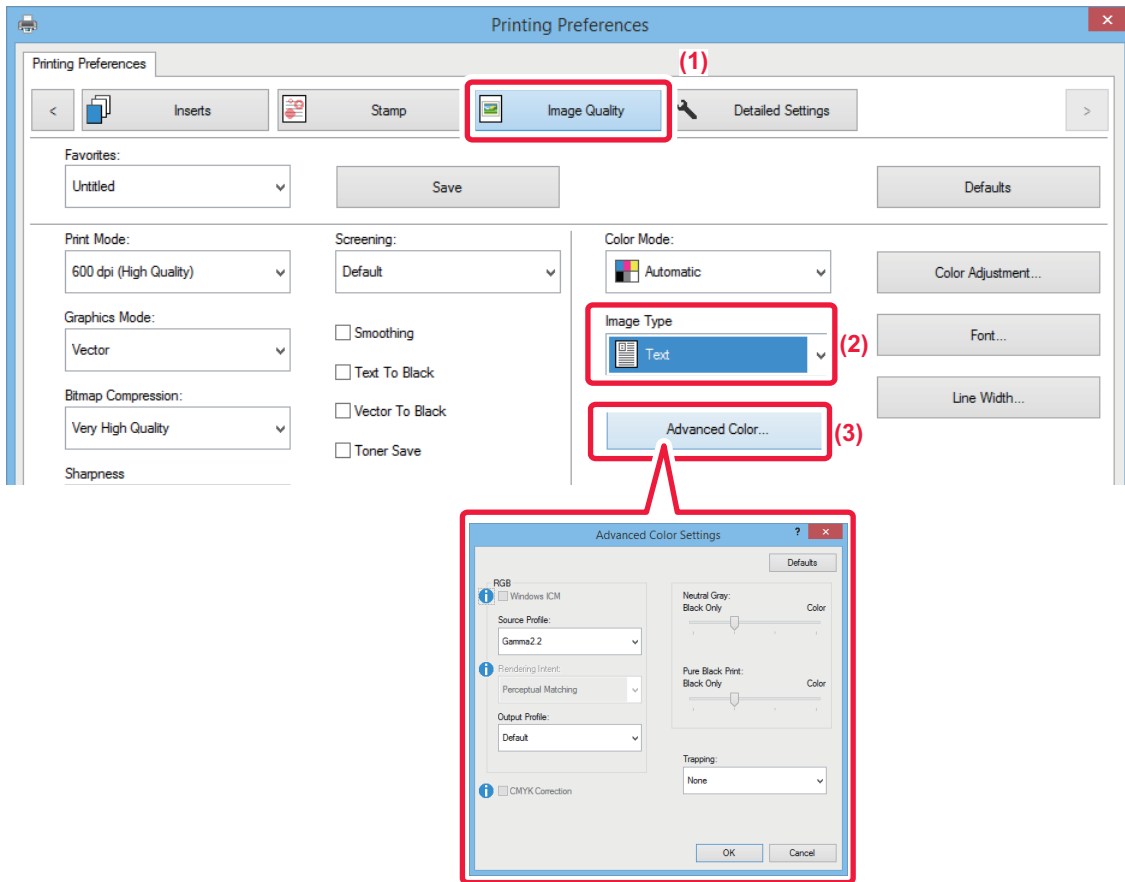 Printing Preferences
×
Printing Preferences
(1)
<
Inserts
Stamp
Image Quality
Detailed Settings
>
Favorites:
Untitled
Save
Defaults
Print Mode:
600 dpi (High Quality)
Screening:
Default
Color Mode:
Automatic
Color Adjustment...
Graphics Mode:
Vector
Smoothing
Text To Black
Image Type
Text
(2)
Font...
Bitmap Compression:
Very High Quality
Vector To Black
Toner Save
Advanced Color...
(3)
Line Width...
Sharpness
Advanced Color Settings
?
×
Defaults
RGB
i
Windows ICM
Source Profile:
Gamma2.2
i
Rendering Intent:
Perceptual Matching
Output Profile:
Default
i
CMYK Correction
Neutral Gray:
Black Only
Color
Pure Black Print:
Black Only
Color
Trapping:
None
OK
Cancel